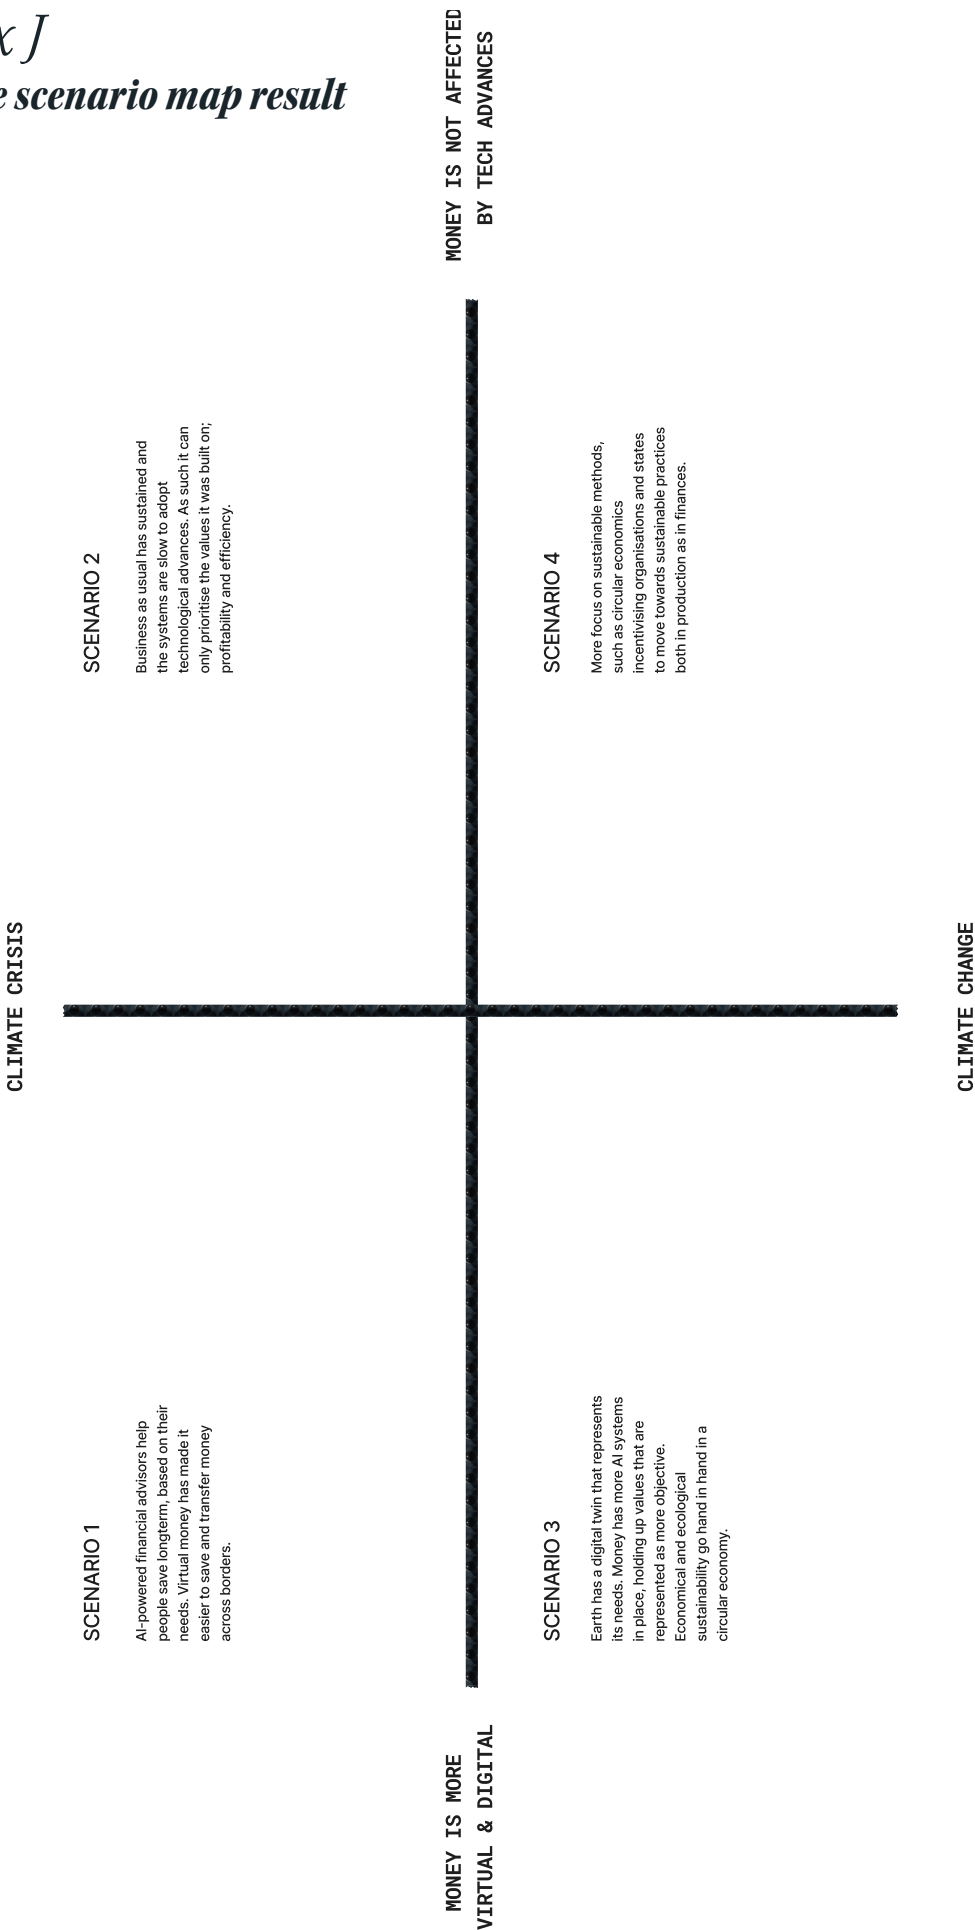 x J
e scenario map result
CLIMATE CRISIS
MONEY IS MORE
VIRTUAL & DIGITAL
MONEY IS NOT AFFECTED
BY TECH ADVANCES
SCENARIO 1
AI-powered financial advisors help
people save longterm, based on their
needs. Virtual money has made it
easier to save and transfer money
across borders.
SCENARIO 2
Business as usual has sustained and
the systems are slow to adopt
technological advances. As such it can
only prioritise the values it was built on;
profitability and efficiency.
SCENARIO 3
Earth has a digital twin that represents
its needs. Money has more AI systems
in place, holding up values that are
represented as more objective.
Economical and ecological
sustainability go hand in hand in a
circular economy.
SCENARIO 4
More focus on sustainable methods,
such as circular economics
incentivising organisations and states
to move towards sustainable practices
both in production as in finances.
CLIMATE CHANGE